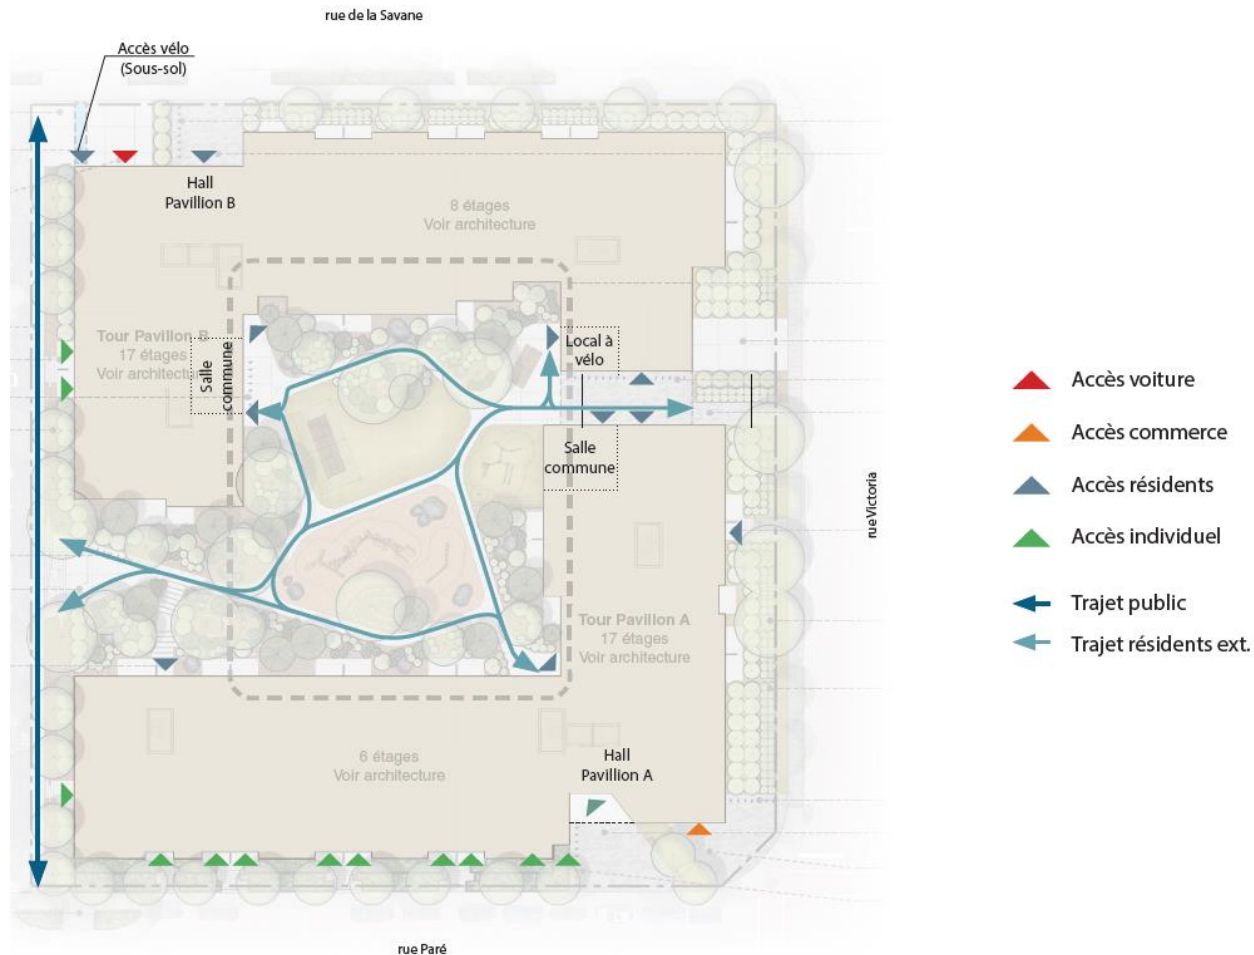 rue de la Savane
Accès vélo
(Sous-sol)
Hall
Pavillion B
8 étages
Voir architecture
Tour Pavillon B
17 étages
Voir architecture
Salle
commune
Local à
vélo
Salle
commune
rue Victoria
Tour Pavillon A
17 étages
Voir architecture
6 étages
Voir architecture
Hall
Pavillion A
rue Paré
Accès voiture
Accès commerce
Accès résidents
Accès individuel
Trajet public
Trajet résidents ext.